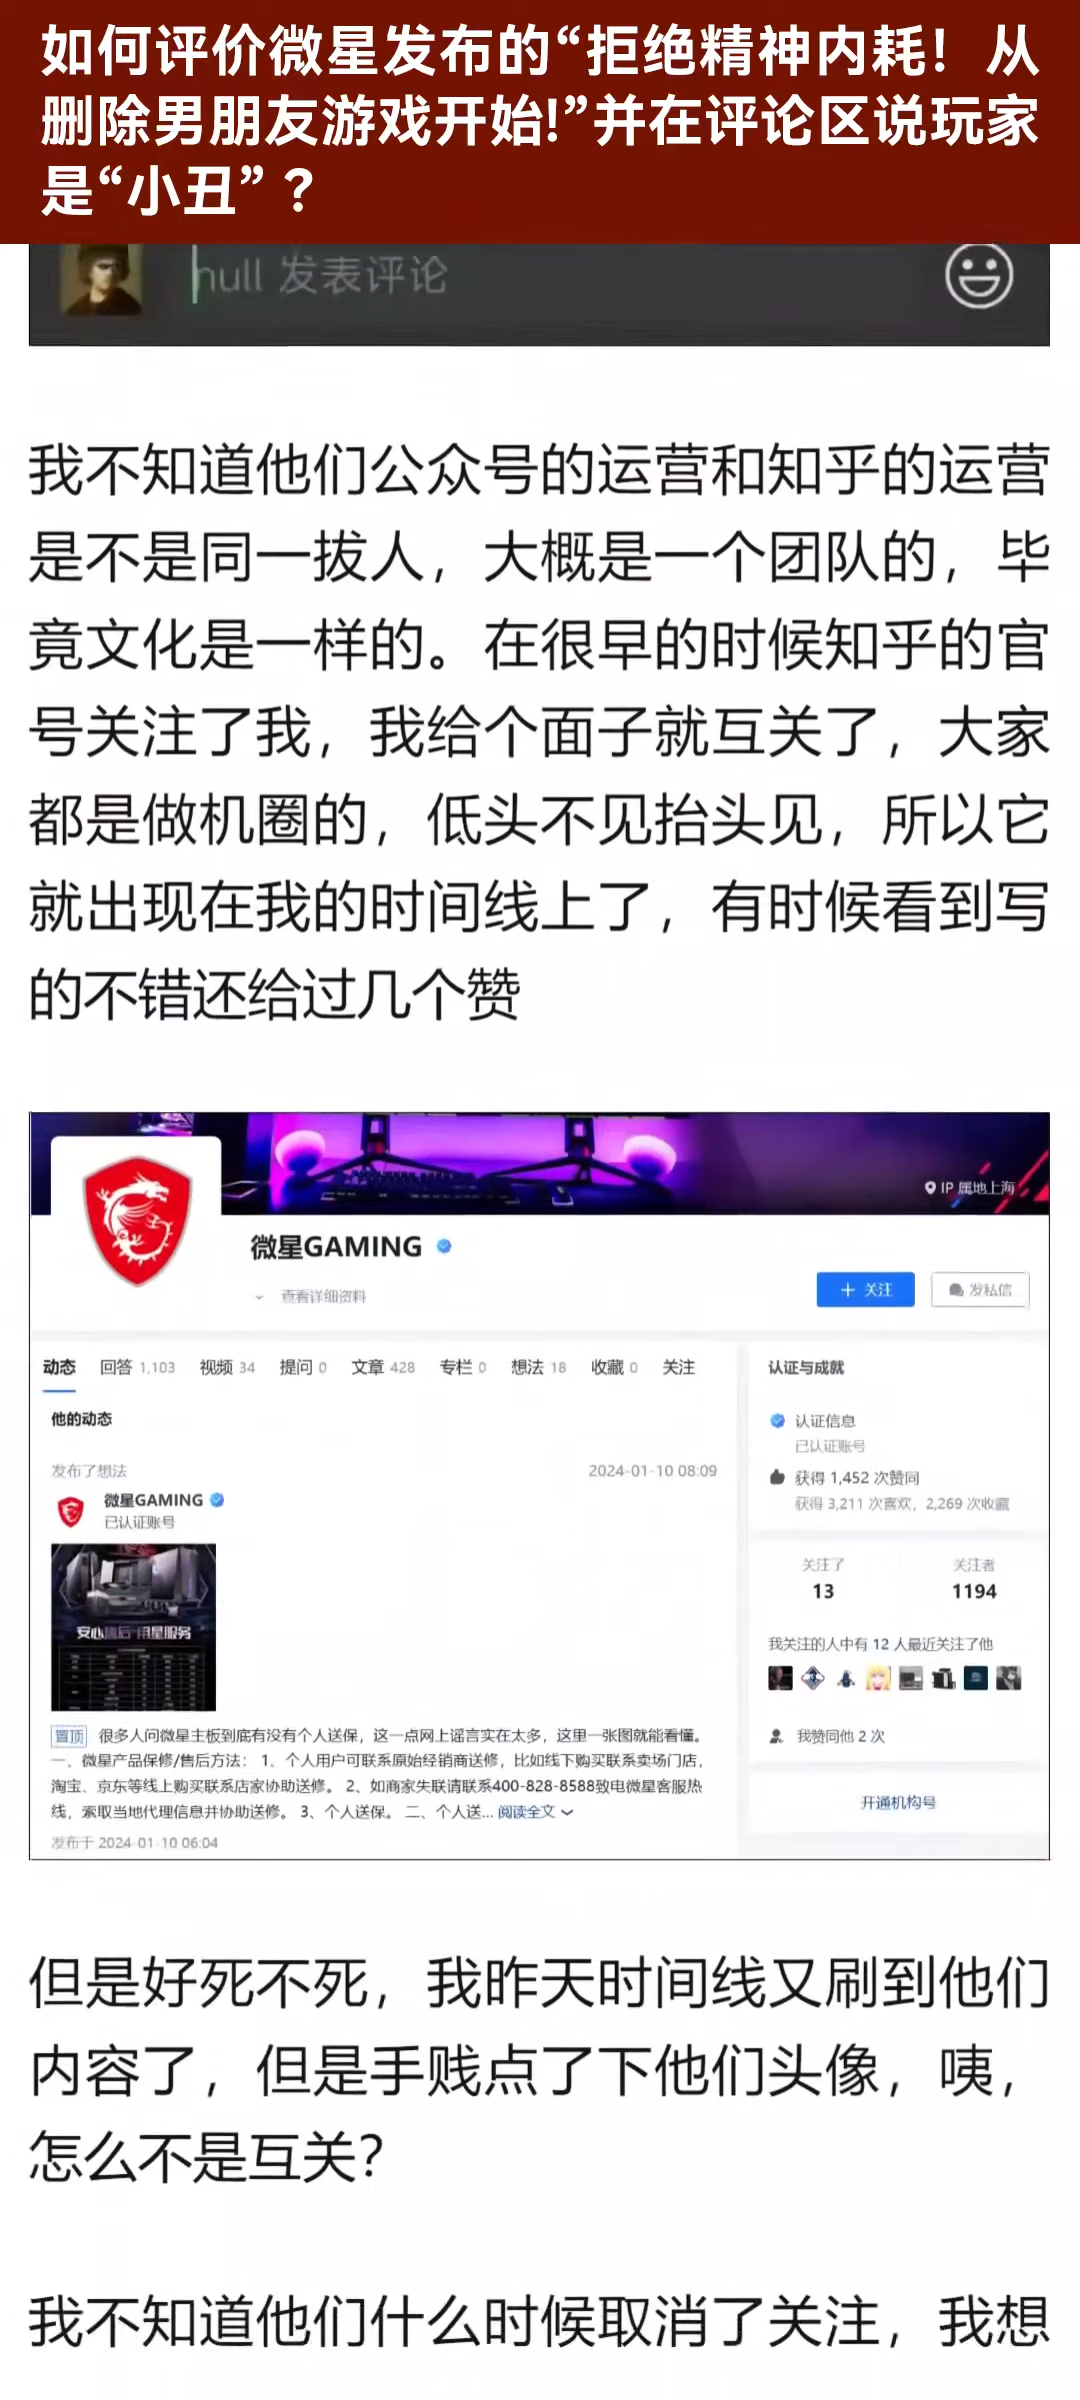 如何评价微星发布的“拒绝精神内耗！从
删除男朋友游戏开始!”并在评论区说玩家
是“小丑”？
null 发表评论
我不知道他们公众号的运营和知乎的运营
是不是同一拨人，大概是一个团队的，毕
竟文化是一样的。在很早的时候知乎的官
号关注了我，我给个面子就互关了，大家
都是做机圈的，低头不见抬头见，所以它
就出现在我的时间线上了，有时候看到写
的不错还给过几个赞
IP 属地上海
微星GAMING
查看详细资料
+ 关注
发私信
动态 回答 1,103 视频 34 提问 0 文章 428 专栏 0 想法 18 收藏 0 关注
他的动态
发布了想法 2024-01-10 08:09
微星GAMING
已认证账号
安心售后 用星服务
置顶 很多人问微星主板到底有没有个人送保，这一点网上谣言实在太多，这里一张图就能看懂。
一、微星产品保修/售后方法： 1、个人用户可联系原始经销商送修，比如线下购买联系卖场门店，
淘宝、京东等线上购买联系店家协助送修。 2、如商家失联请联系400-828-8588致电微星客服热
线，索取当地代理信息并协助送修。 3、个人送保。 二、个人送... 阅读全文
发布于 2024-01-10 06:04
认证与成就
认证信息
已认证账号
获得 1,452 次赞同
获得 3,211 次喜欢，2,269 次收藏
关注了 关注者
13 1194
我关注的人中有 12 人最近关注了他
我赞同他 2 次
开通机构号
但是好死不死，我昨天时间线又刷到他们
内容了，但是手贱点了下他们头像，咦，
怎么不是互关？
我不知道他们什么时候取消了关注，我想